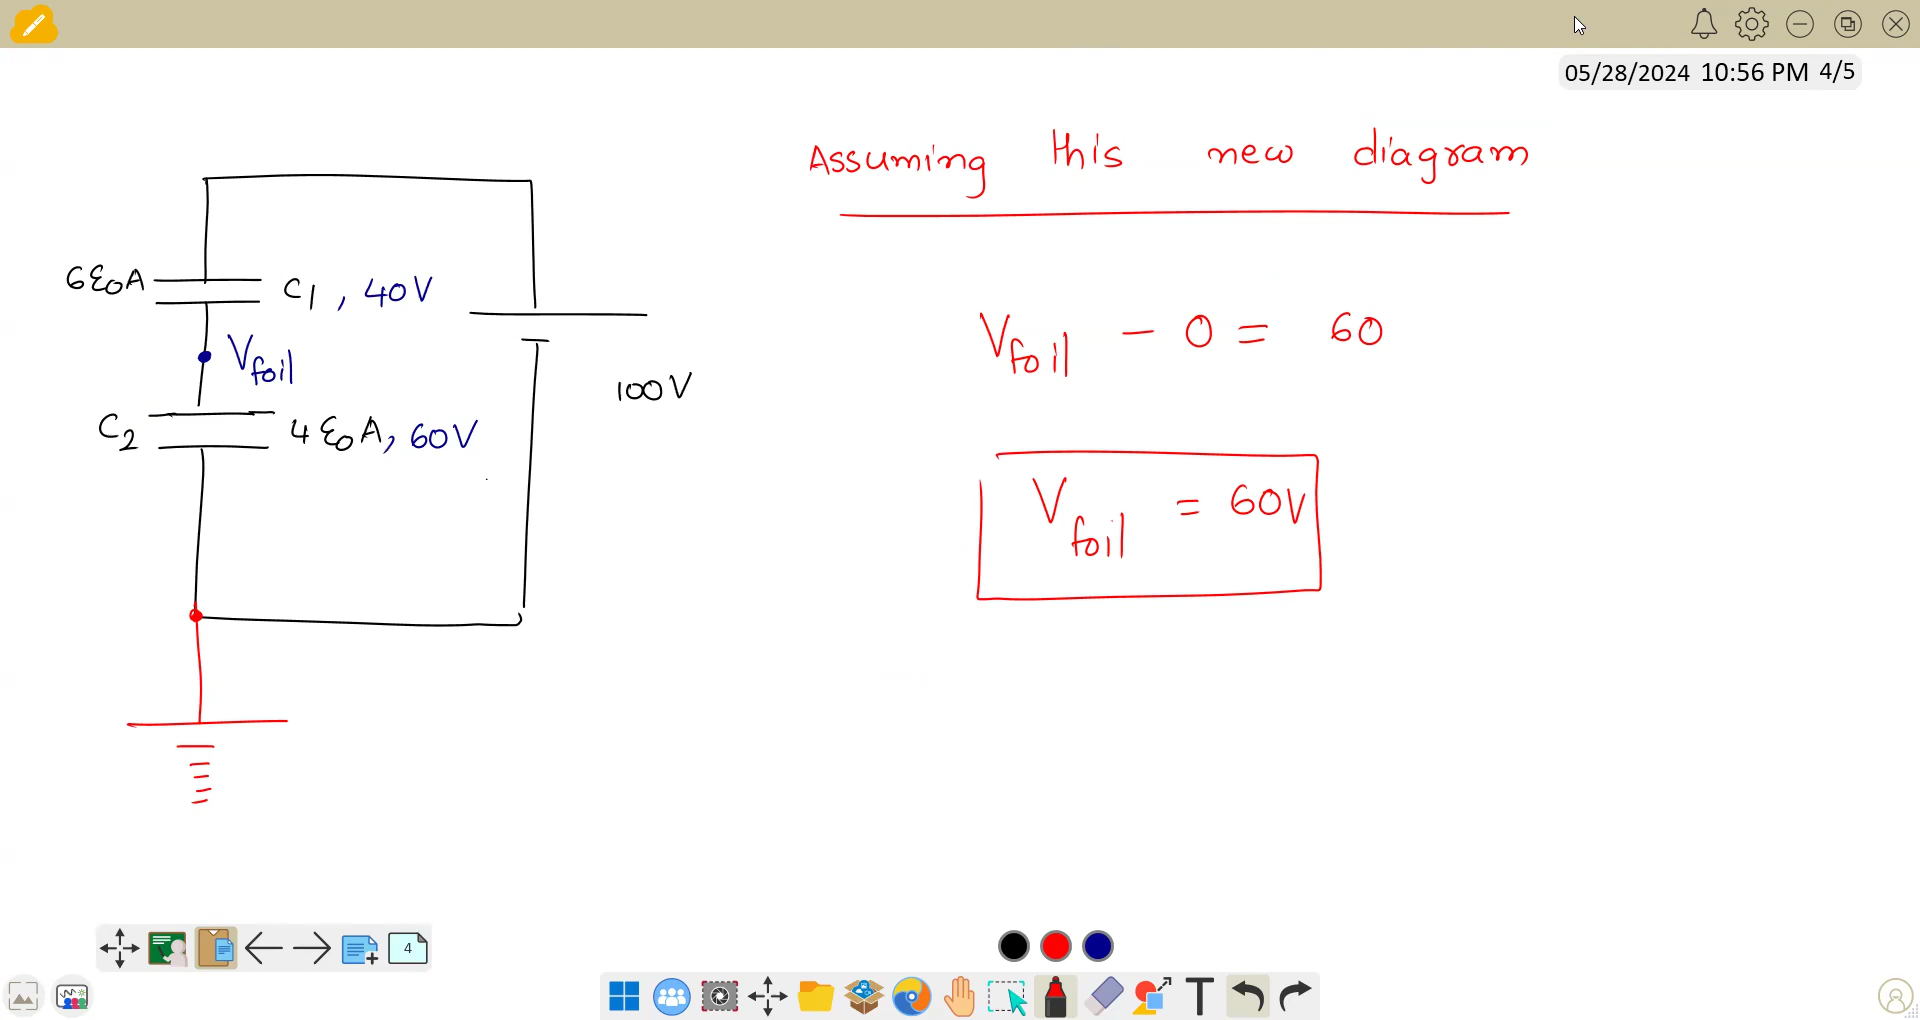 05/28/2024 10:56 PM 4/5
Assuming this new diagram
6ε₀A
C₁, 40V
V_foil
C₂
4ε₀A, 60V
100V
V_foil - 0 = 60
V_foil = 60V
4
T